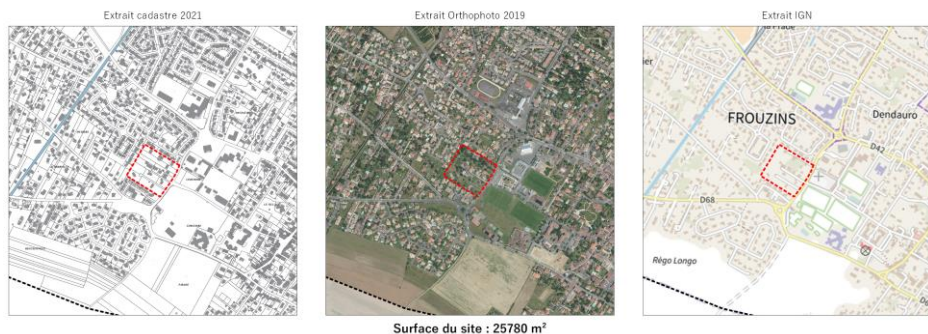 Extrait cadastre 2021
Extrait Orthophoto 2019
Extrait IGN
FROUZINS
Dendauro
D42
D68
Régo Longo
Surface du site : 25780 m²